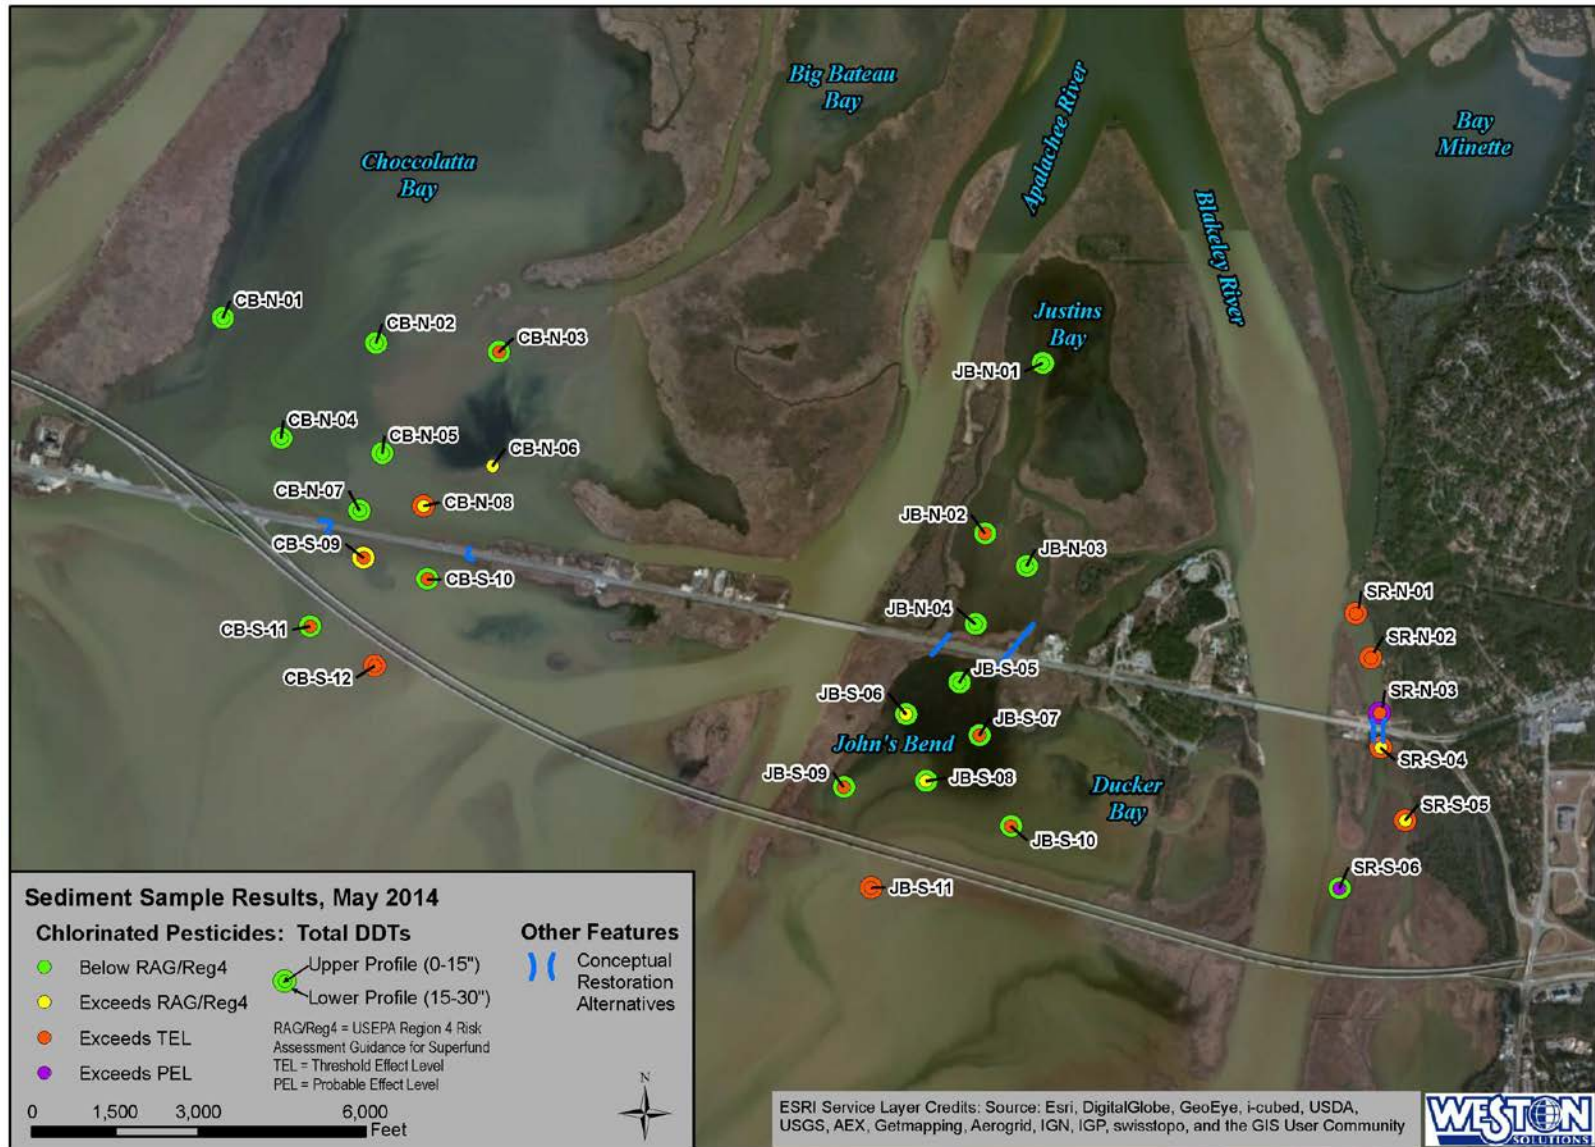 Big Bateau
Bay
Apalachee River
Bay
Minette
Choccolatta
Bay
Blakeley River
Justins
Bay
CB-N-01
CB-N-02
CB-N-03
JB-N-01
CB-N-04
CB-N-05
CB-N-06
CB-N-07
CB-N-08
JB-N-02
CB-S-09
JB-N-03
CB-S-10
SR-N-01
CB-S-11
JB-N-04
SR-N-02
CB-S-12
JB-S-05
JB-S-06
SR-N-03
JB-S-07
John's Bend
SR-S-04
JB-S-09
JB-S-08
Ducker
Bay
SR-S-05
JB-S-10
SR-S-06
JB-S-11
Sediment Sample Results, May 2014
Chlorinated Pesticides: Total DDTs
Below RAG/Reg4
Exceeds RAG/Reg4
Exceeds TEL
Exceeds PEL
Upper Profile (0-15")
Lower Profile (15-30")
RAG/Reg4 = USEPA Region 4 Risk
Assessment Guidance for Superfund
TEL = Threshold Effect Level
PEL = Probable Effect Level
Other Features
Conceptual
Restoration
Alternatives
0 1,500 3,000 6,000
Feet
N
ESRI Service Layer Credits: Source: Esri, DigitalGlobe, GeoEye, i-cubed, USDA,
USGS, AEX, Getmapping, Aerogrid, IGN, IGP, swisstopo, and the GIS User Community
WESTON
SOLUTIONS